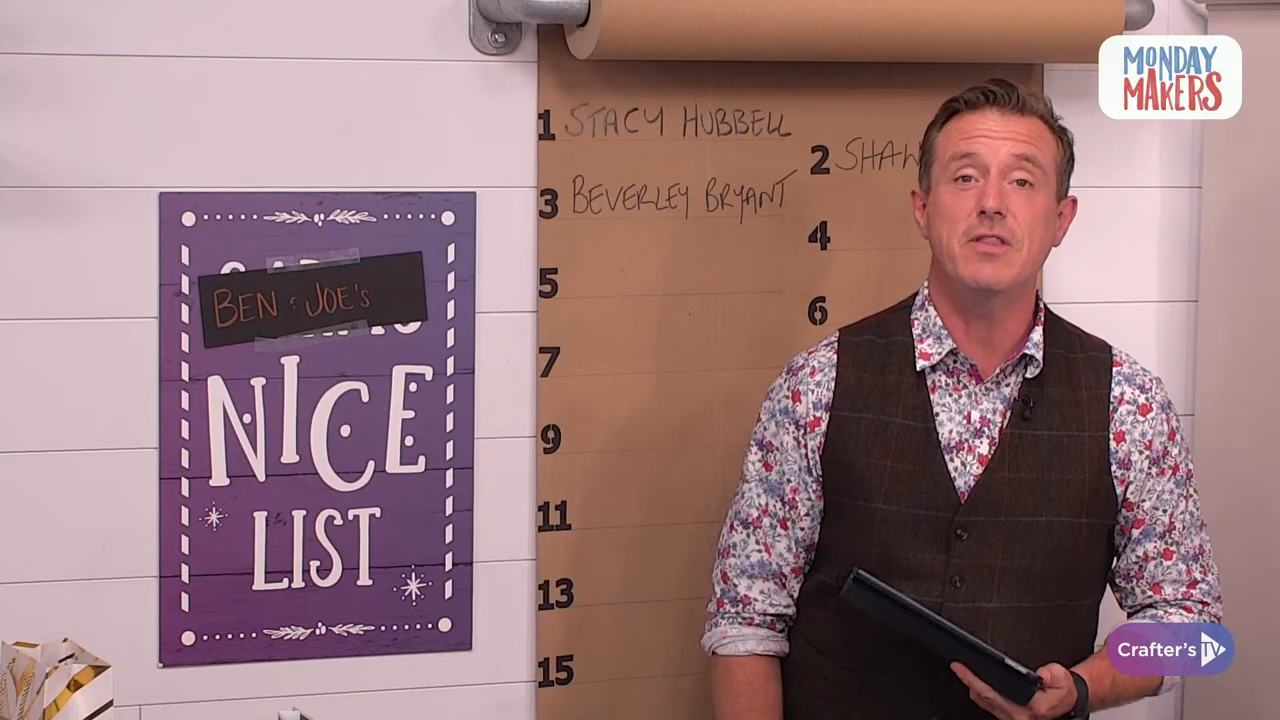 MONDAY
MAKERS
1 STACY HUBBELL
2 SHAW
3 BEVERLEY BRYANT
4
5
6
7
9
11
13
15
BEN & JOE's
NICE
LIST
Crafter's TV